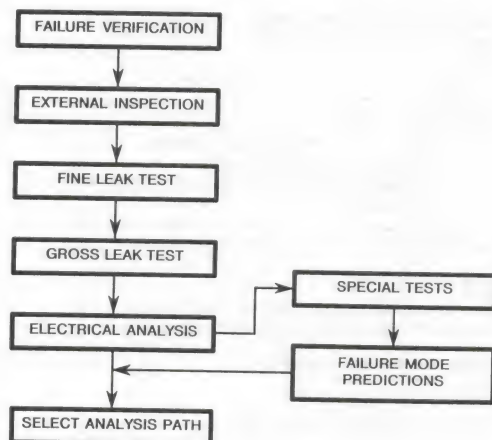 FAILURE VERIFICATION
EXTERNAL INSPECTION
FINE LEAK TEST
GROSS LEAK TEST
SPECIAL TESTS
ELECTRICAL ANALYSIS
FAILURE MODE
PREDICTIONS
SELECT ANALYSIS PATH